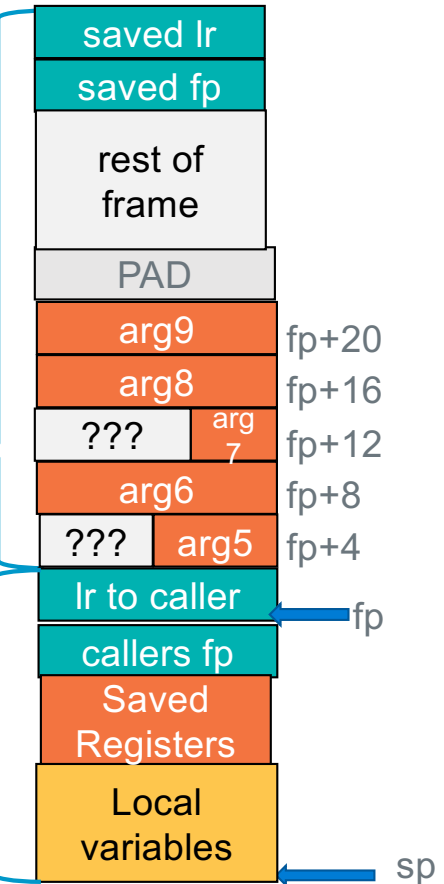 saved lr
saved fp
rest of
frame
PAD
arg9 fp+20
arg8 fp+16
??? arg
7 fp+12
arg6 fp+8
??? arg5 fp+4
lr to caller
fp
callers fp
Saved
Registers
Local
variables
sp